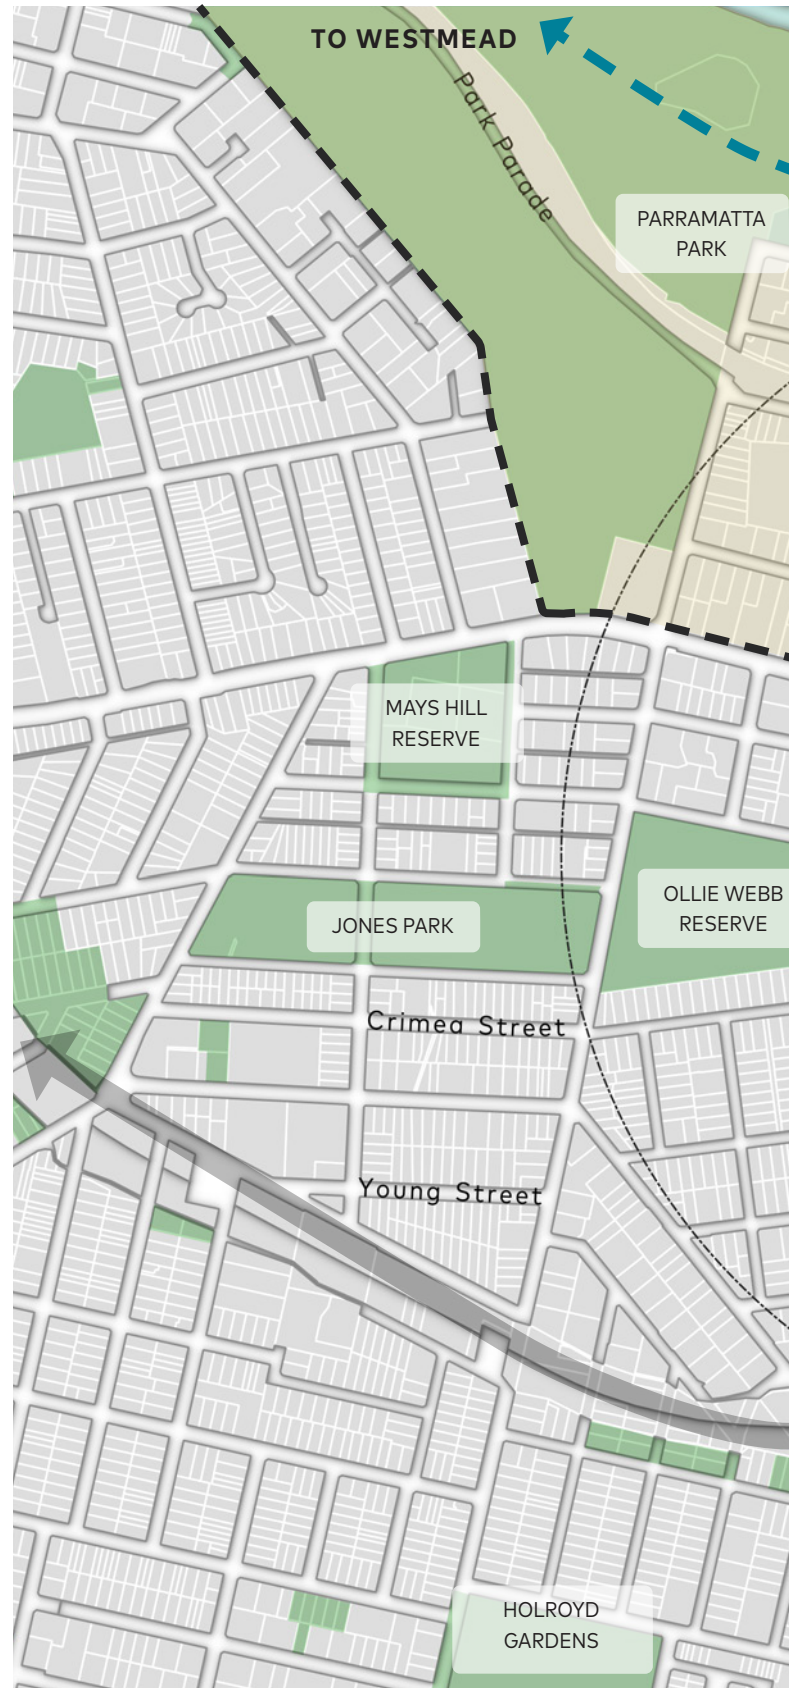 TO WESTMEAD
Park Parade
PARRAMATTA
PARK
MAYS HILL
RESERVE
OLLIE WEBB
RESERVE
JONES PARK
Crimea Street
Young Street
HOLROYD
GARDENS